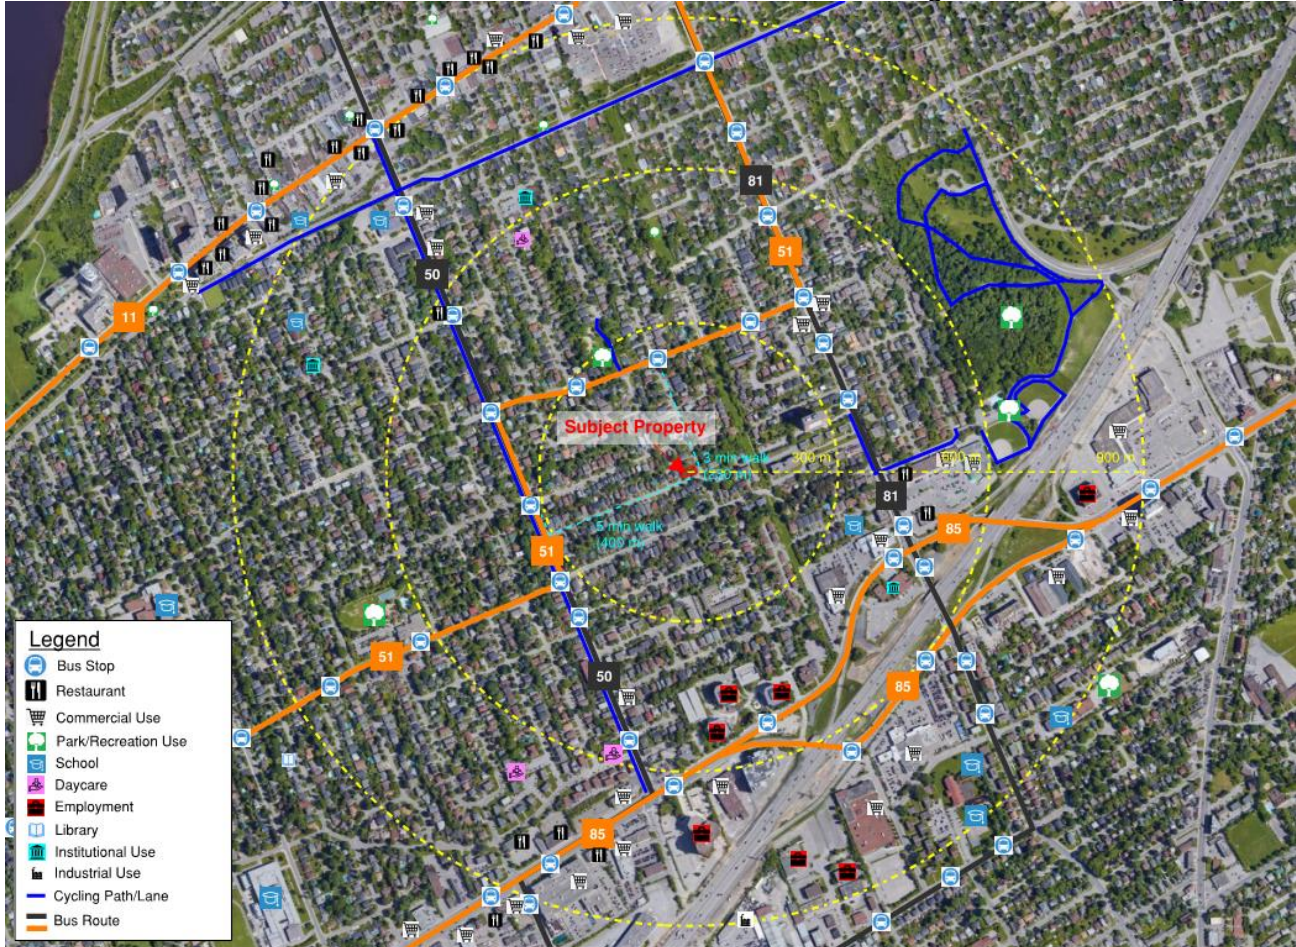 81
51
50
11
Subject Property
3 min walk
300 m
900 m
81
5 min walk
(400 m)
85
51
51
50
85
85
Legend
Bus Stop
Restaurant
Commercial Use
Park/Recreation Use
School
Daycare
Employment
Library
Institutional Use
Industrial Use
Cycling Path/Lane
Bus Route